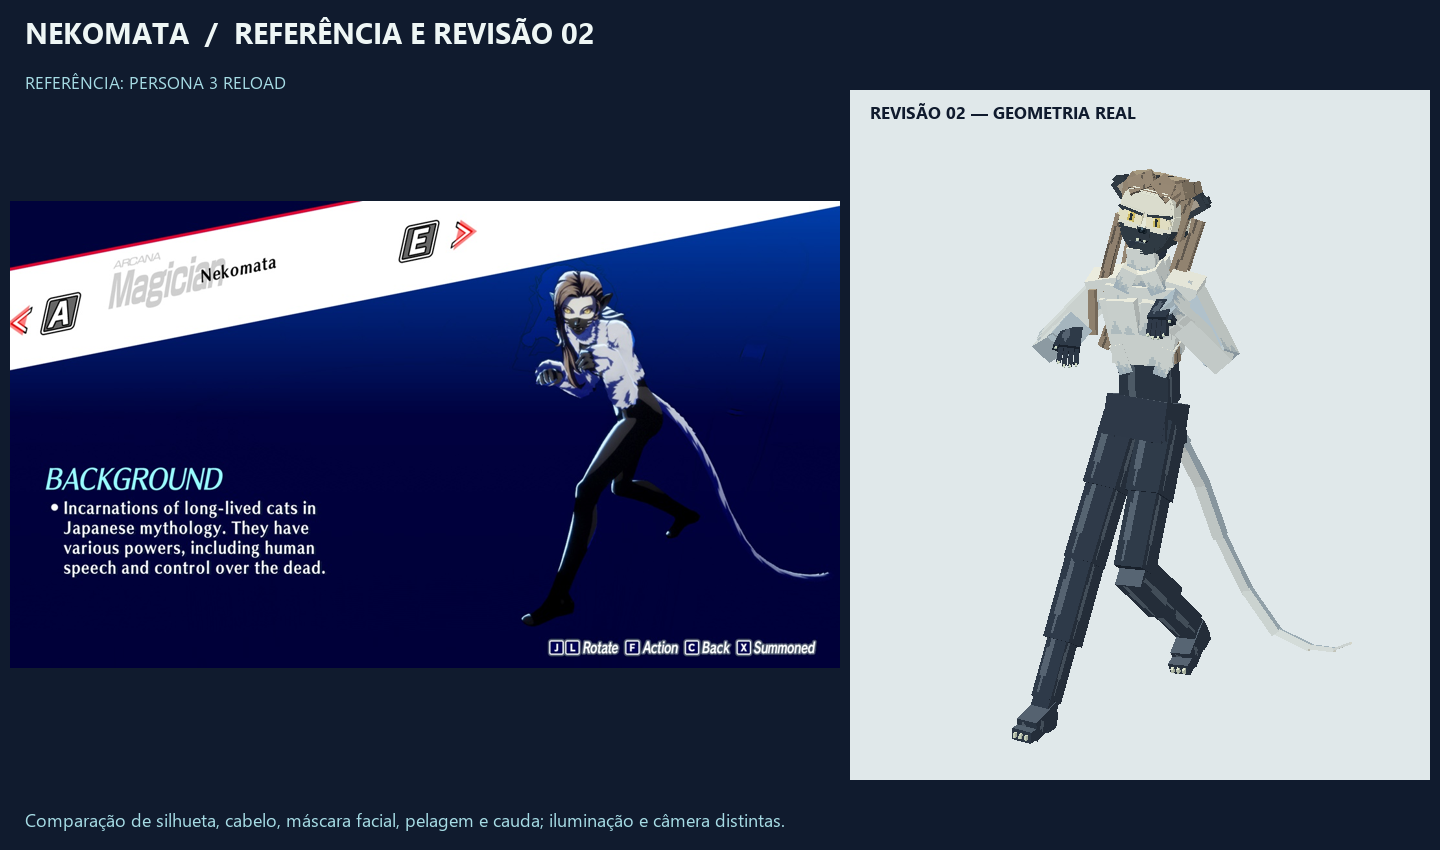 NEKOMATA / REFERÊNCIA E REVISÃO 02
REFERÊNCIA: PERSONA 3 RELOAD
REVISÃO 02 — GEOMETRIA REAL
A
ARCANA
Magician
Nekomata
E
BACKGROUND
• Incarnations of long-lived cats in
Japanese mythology. They have
various powers, including human
speech and control over the dead.
J L Rotate F Action C Back X Summoned
Comparação de silhueta, cabelo, máscara facial, pelagem e cauda; iluminação e câmera distintas.